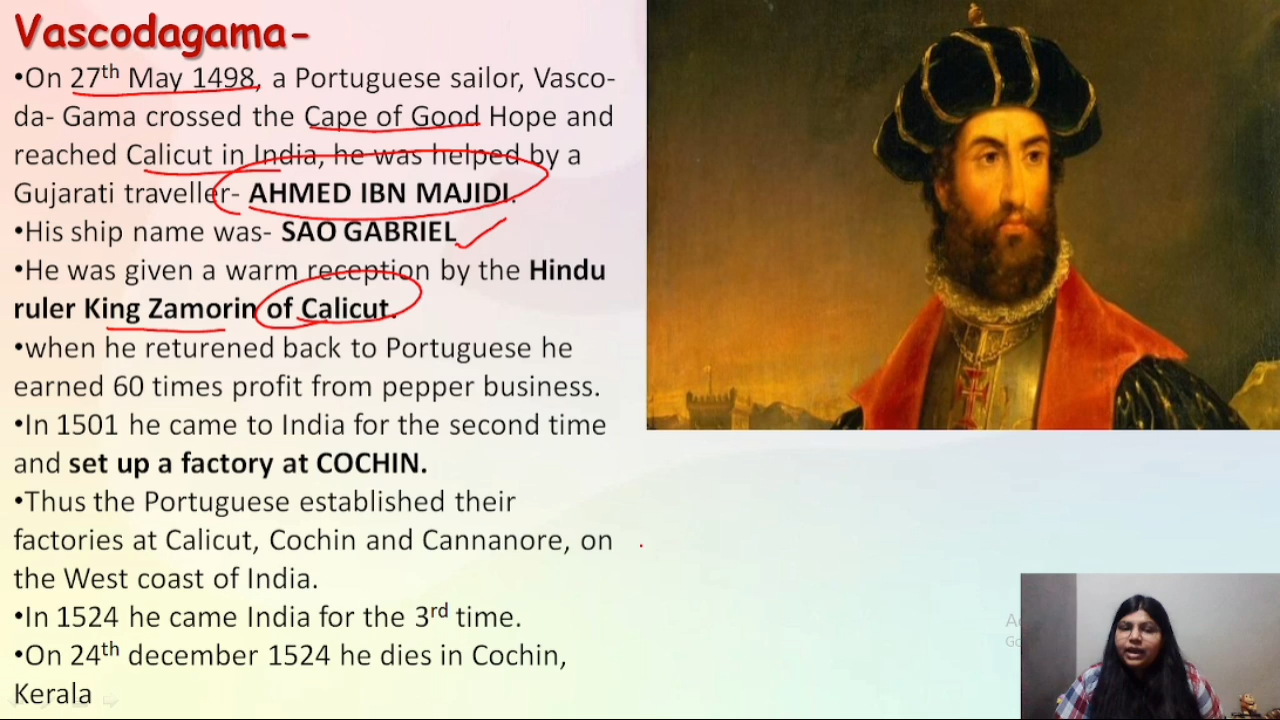 Vascodagama-
•On 27th May 1498, a Portuguese sailor, Vasco-
da- Gama crossed the Cape of Good Hope and
reached Calicut in India, he was helped by a
Gujarati traveller- AHMED IBN MAJIDI.
•His ship name was- SAO GABRIEL
•He was given a warm reception by the Hindu
ruler King Zamorin of Calicut.
•when he returened back to Portuguese he
earned 60 times profit from pepper business.
•In 1501 he came to India for the second time
and set up a factory at COCHIN.
•Thus the Portuguese established their
factories at Calicut, Cochin and Cannanore, on
the West coast of India.
•In 1524 he came India for the 3rd time.
•On 24th december 1524 he dies in Cochin,
Kerala